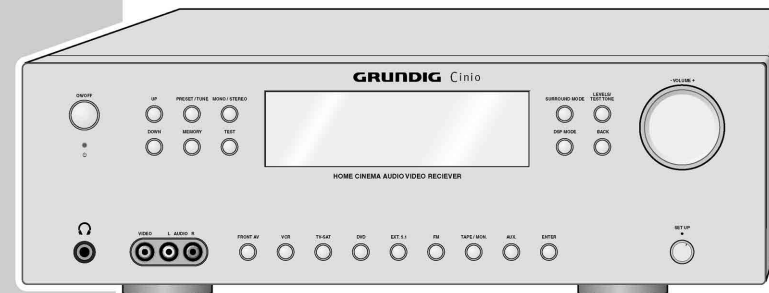 GRUNDIG Cinio
ON/OFF
UP PRESET / TUNE MONO / STEREO
DOWN MEMORY TEST
SURROUND MODE LEVELS/
TEST TONE
DSP MODE BACK
- VOLUME +
HOME CINEMA AUDIO VIDEO RECIEVER
VIDEO L AUDIO R
FRONT AV VCR TV-SAT DVD EXT. 5.1 FM TAPE / MON. AUX. ENTER
SET UP